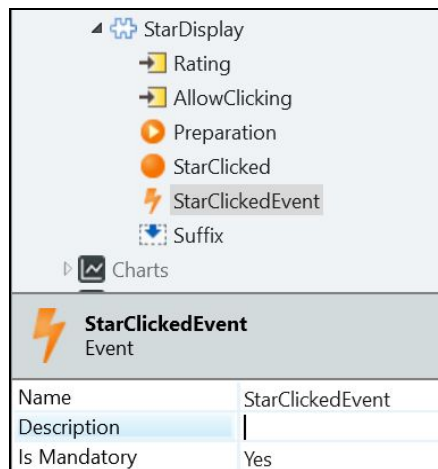 StarDisplay
Rating
AllowClicking
Preparation
StarClicked
StarClickedEvent
Suffix
Charts
StarClickedEvent
Event
Name StarClickedEvent
Description
Is Mandatory Yes